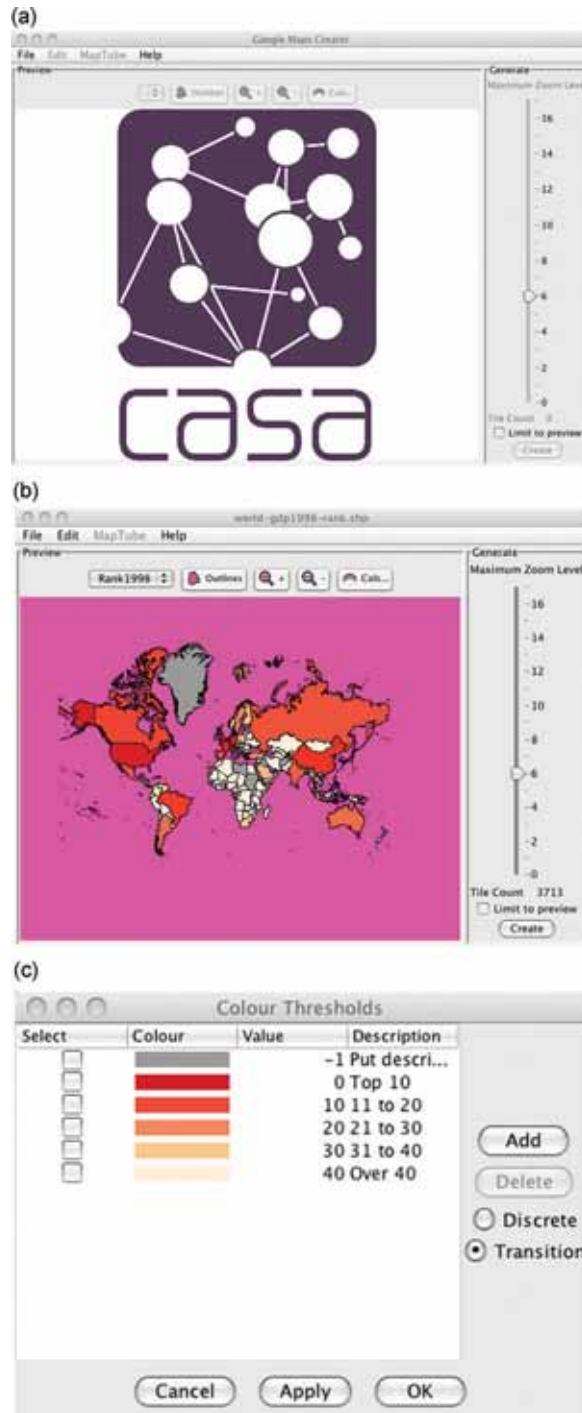 (a)
Google Maps Creator
File Edit MapTube Help
Preview
Generate
Maximum Zoom Level
Outlines
+
-
Colo...
16
14
12
10
8
6
4
2
0
Tile Count 0
Limit to preview
Create
casa
(b)
world-gdp1998-rank.shp
File Edit MapTube Help
Preview
Generate
Maximum Zoom Level
Rank1998
Outlines
+
-
Colo...
16
14
12
10
8
6
4
2
0
Tile Count 3713
Limit to preview
Create
(c)
Colour Thresholds
Select Colour Value Description
-1 Put descri...
0 Top 10
10 11 to 20
20 21 to 30
30 31 to 40
40 Over 40
Add
Delete
Discrete
Transition
Cancel Apply OK